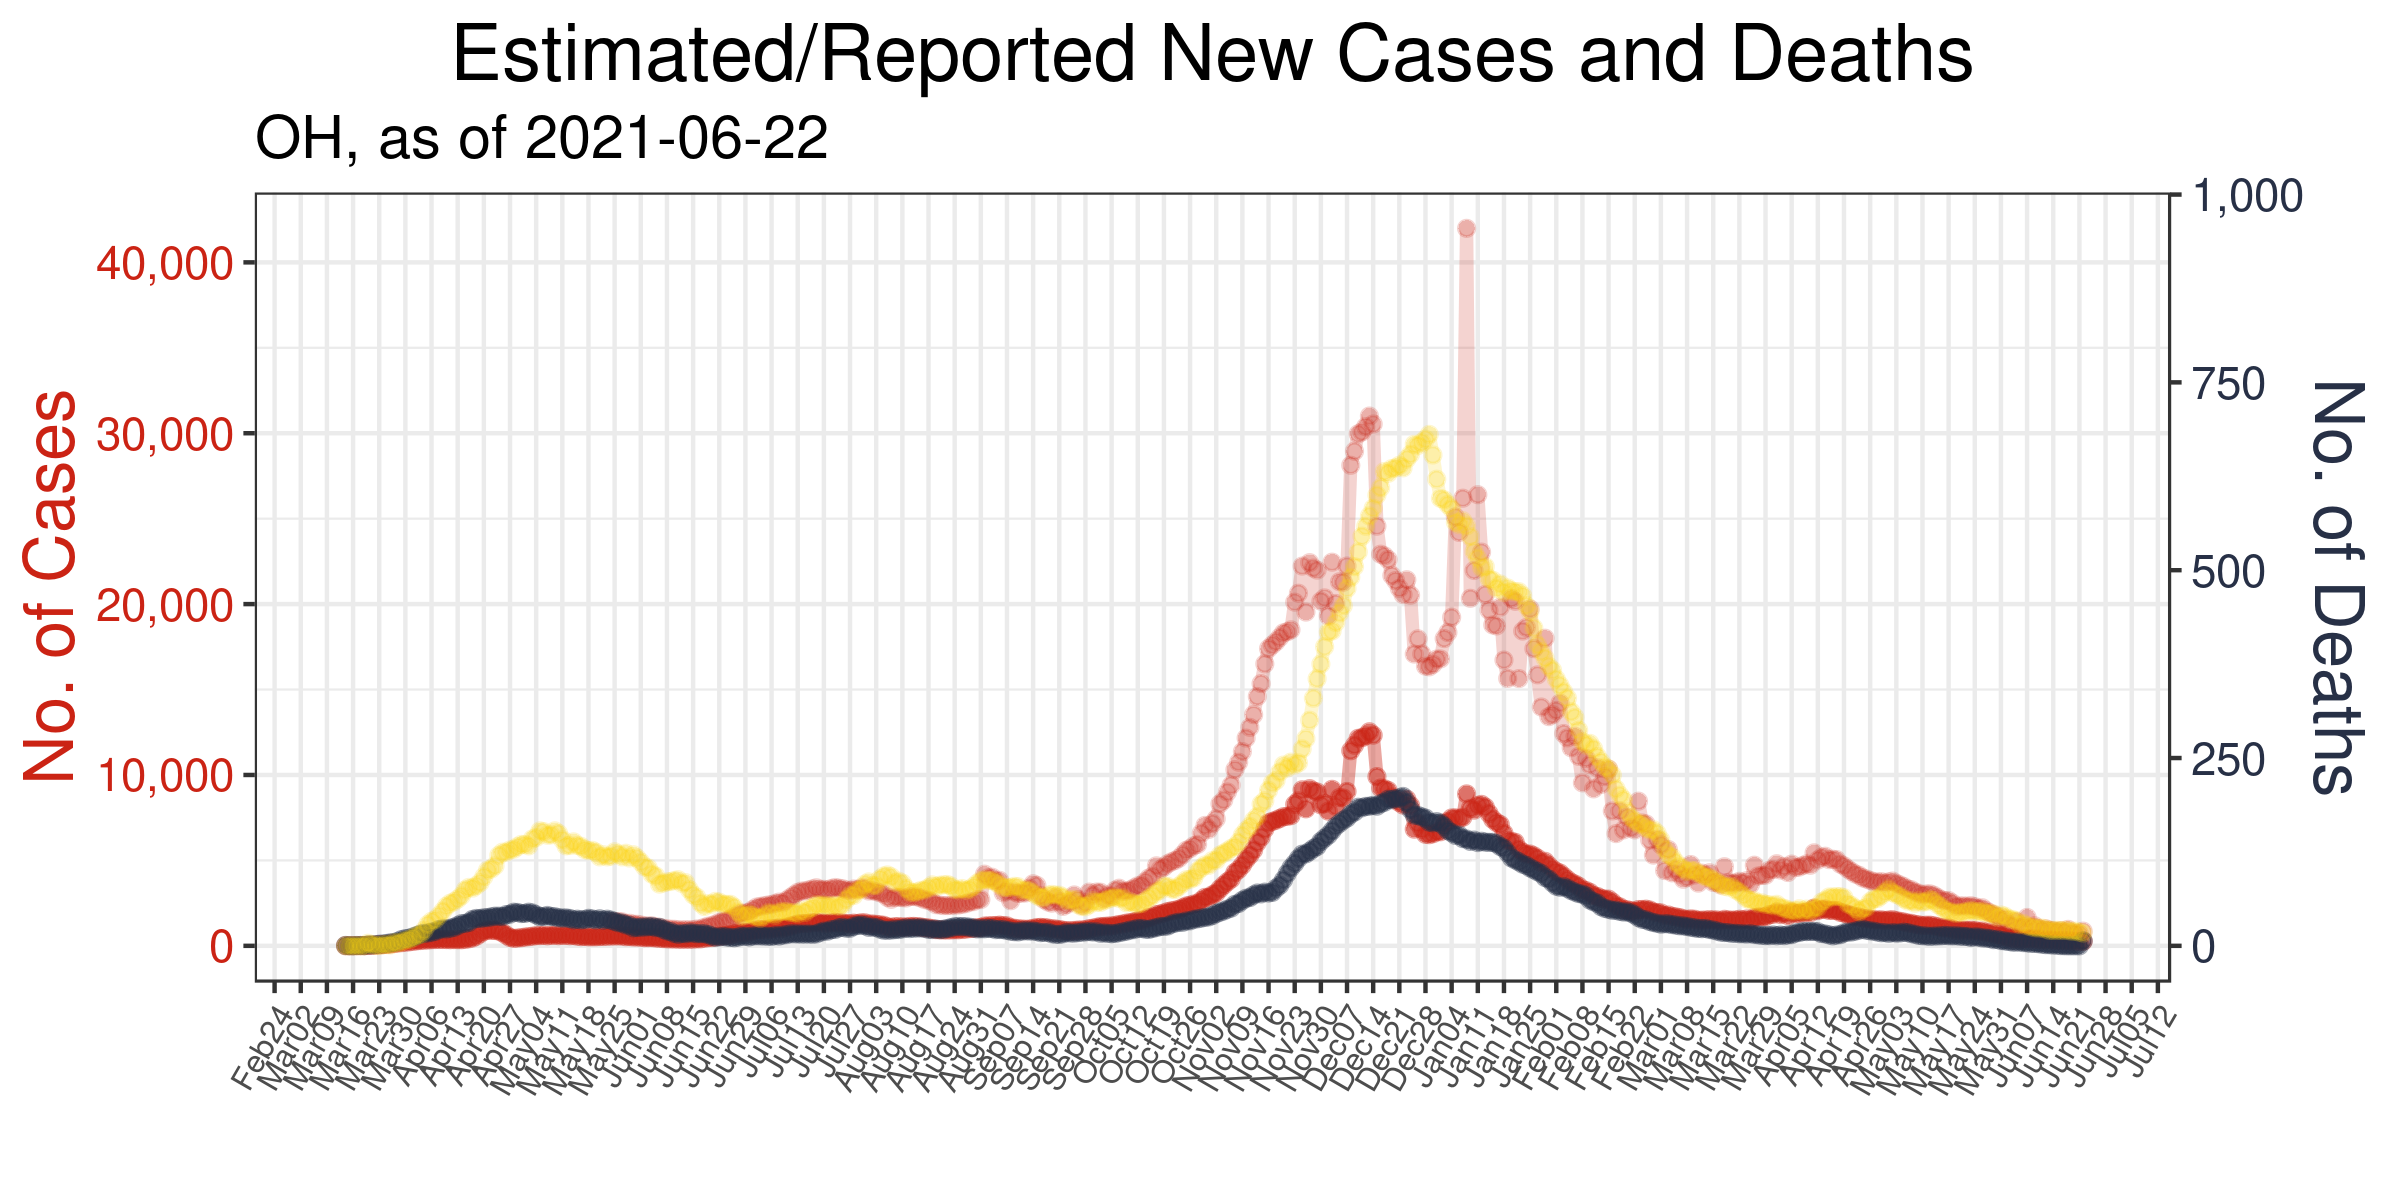 Estimated/Reported New Cases and Deaths
OH, as of 2021-06-22
No. of Cases
40,000
30,000
20,000
10,000
0
1,000
750
500
250
0
No. of Deaths
Feb24
Mar02
Mar09
Mar16
Mar23
Mar30
Apr06
Apr13
Apr20
Apr27
May04
May11
May18
May25
Jun01
Jun08
Jun15
Jun22
Jun29
Jul06
Jul13
Jul20
Jul27
Aug03
Aug10
Aug17
Aug24
Aug31
Sep07
Sep14
Sep21
Sep28
Oct05
Oct12
Oct19
Oct26
Nov02
Nov09
Nov16
Nov23
Nov30
Dec07
Dec14
Dec21
Dec28
Dec04
Jan11
Jan18
Jan25
Feb01
Feb08
Feb15
Feb22
Mar01
Mar08
Mar15
Mar22
Mar29
Mar05
Apr05
Apr12
Apr19
Apr26
May03
May10
May17
May24
May31
May07
Jun14
Jun21
Jun28
Jul05
Jul12